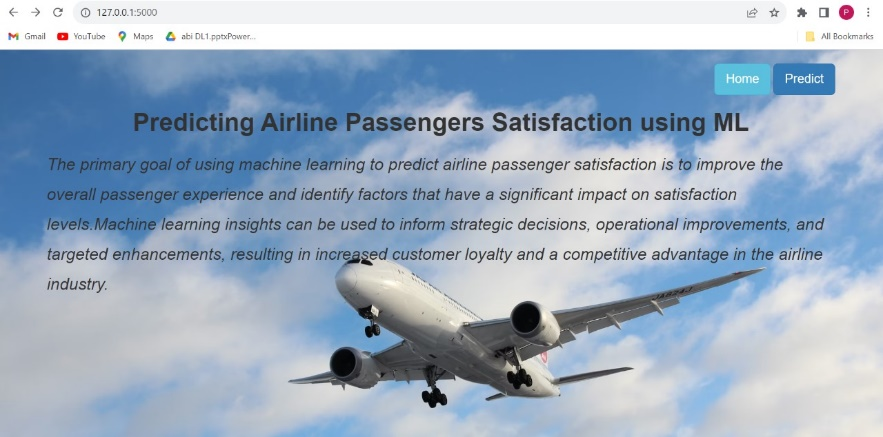 127.0.0.1:5000
P
Gmail YouTube Maps abi DL1.pptxPower... All Bookmarks
Home Predict
Predicting Airline Passengers Satisfaction using ML
The primary goal of using machine learning to predict airline passenger satisfaction is to improve the
overall passenger experience and identify factors that have a significant impact on satisfaction
levels.Machine learning insights can be used to inform strategic decisions, operational improvements, and
targeted enhancements, resulting in increased customer loyalty and a competitive advantage in the airline
industry.